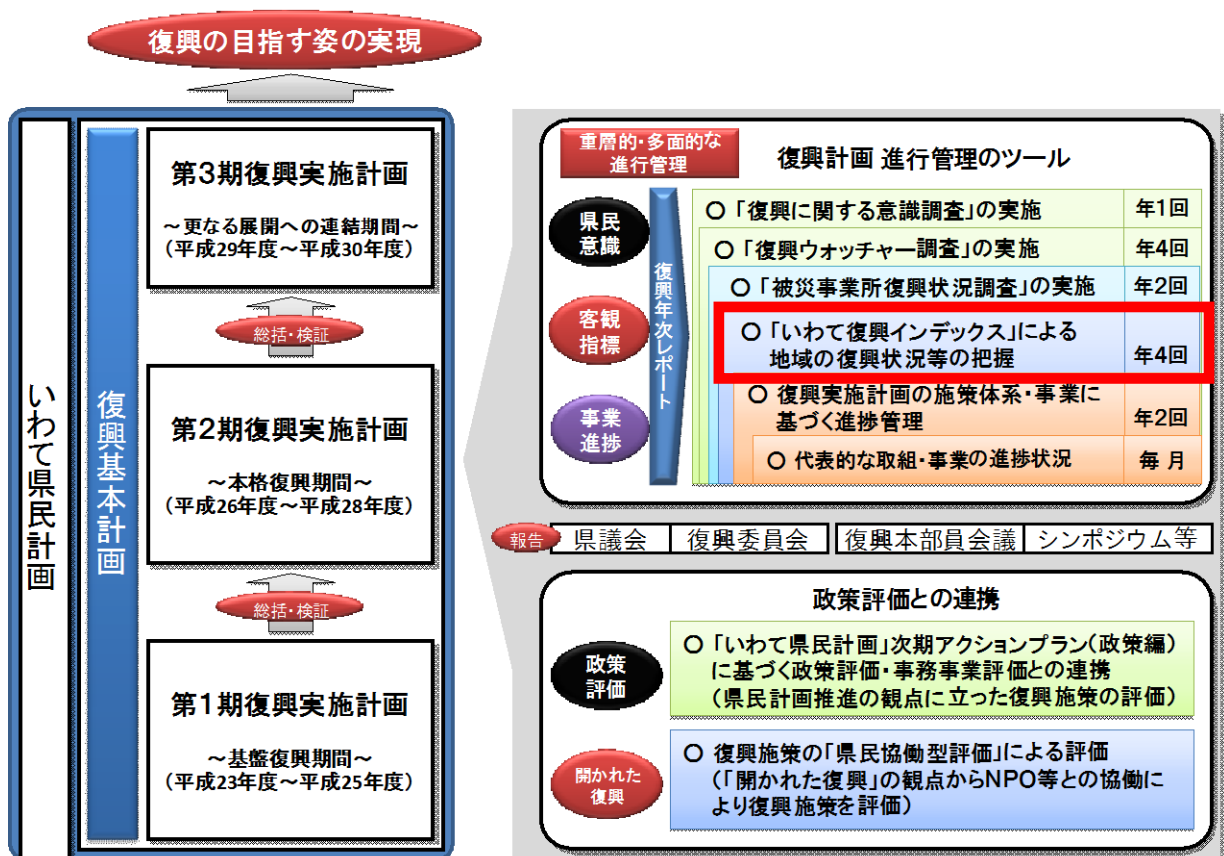 復興の目指す姿の実現
いわて県民計画
復興基本計画
第3期復興実施計画
~更なる展開への連結期間~
(平成29年度~平成30年度)
総括・検証
第2期復興実施計画
~本格復興期間~
(平成26年度~平成28年度)
総括・検証
第1期復興実施計画
~基盤復興期間~
(平成23年度~平成25年度)
重層的・多面的な
進行管理
復興計画 進行管理のツール
県民
意識
客観
指標
事業
進捗
復興年次レポート
○「復興に関する意識調査」の実施 年1回
○「復興ウォッチャー調査」の実施 年4回
○「被災事業所復興状況調査」の実施 年2回
○「いわて復興インデックス」による
地域の復興状況等の把握 年4回
○ 復興実施計画の施策体系・事業に
基づく進捗管理 年2回
○ 代表的な取組・事業の進捗状況 毎月
報告 県議会 復興委員会 復興本部員会議 シンポジウム等
政策評価との連携
政策
評価
○「いわて県民計画」次期アクションプラン(政策編)
に基づく政策評価・事務事業評価との連携
(県民計画推進の観点に立った復興施策の評価)
開かれた
復興
○ 復興施策の「県民協働型評価」による評価
(「開かれた復興」の観点からNPO等との協働に
より復興施策を評価)